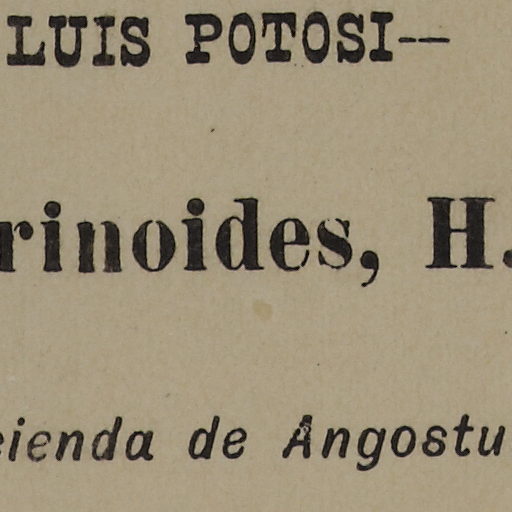 LUIS POTOSI—
rinoides, H.
cienda de Angostu